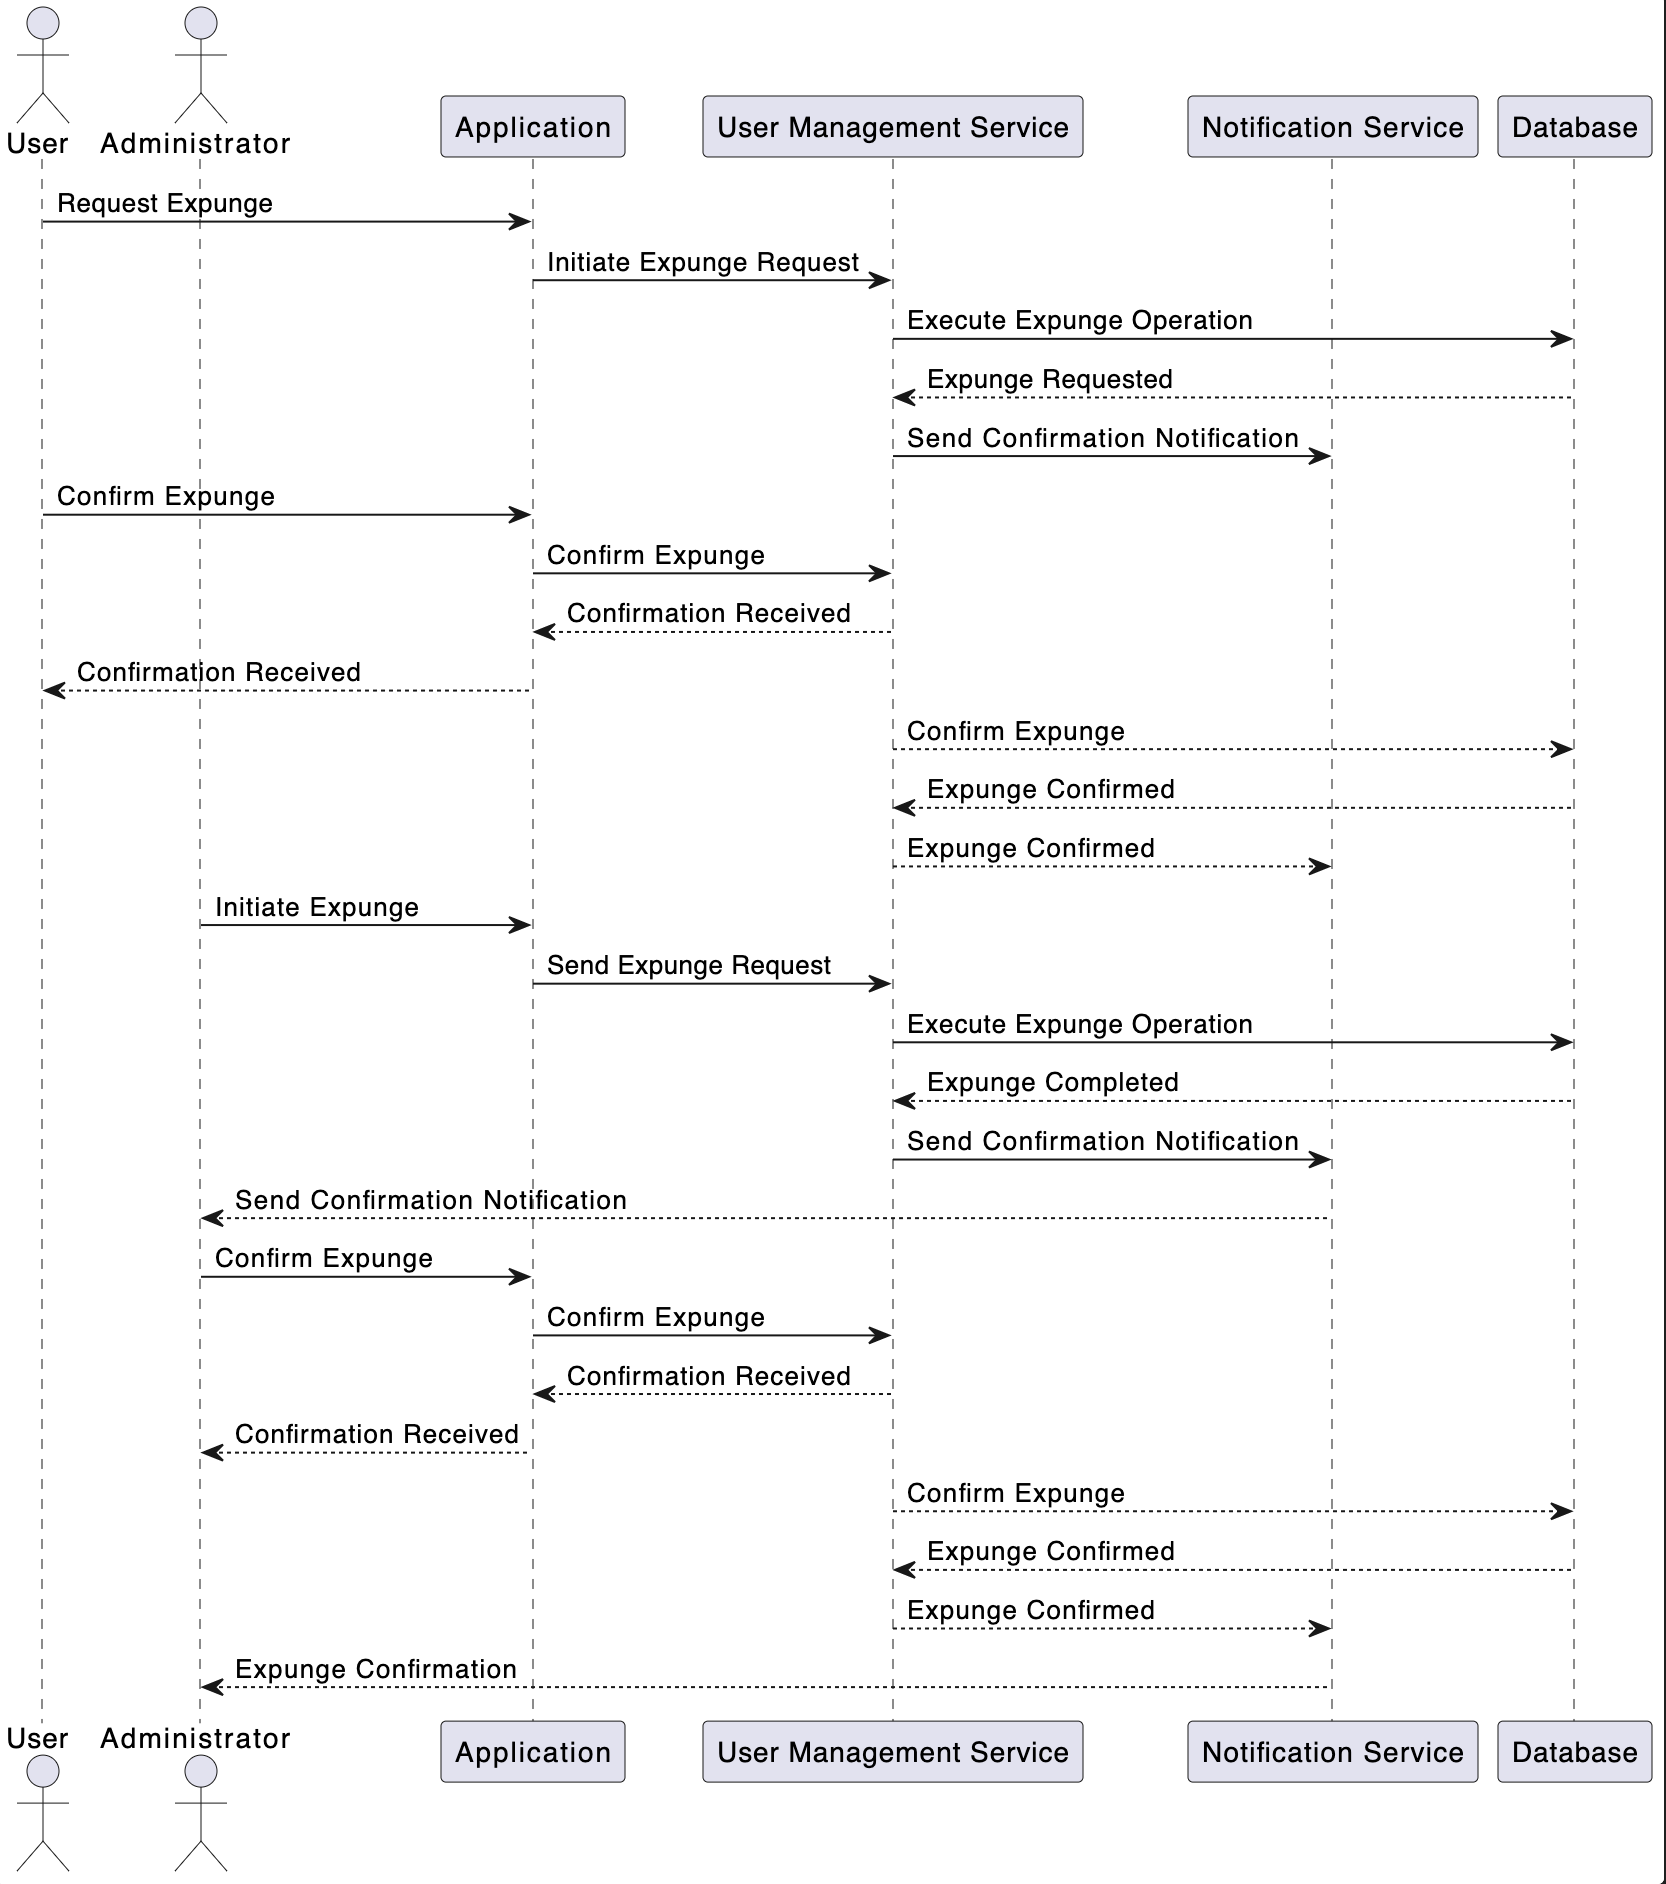 User
Administrator
Application
User Management Service
Notification Service
Database
Request Expunge
Initiate Expunge Request
Execute Expunge Operation
Expunge Requested
Send Confirmation Notification
Confirm Expunge
Confirm Expunge
Confirmation Received
Confirmation Received
Confirm Expunge
Expunge Confirmed
Expunge Confirmed
Initiate Expunge
Send Expunge Request
Execute Expunge Operation
Expunge Completed
Send Confirmation Notification
Send Confirmation Notification
Confirm Expunge
Confirm Expunge
Confirmation Received
Confirmation Received
Confirm Expunge
Expunge Confirmed
Expunge Confirmed
Expunge Confirmation
User
Administrator
Application
User Management Service
Notification Service
Database